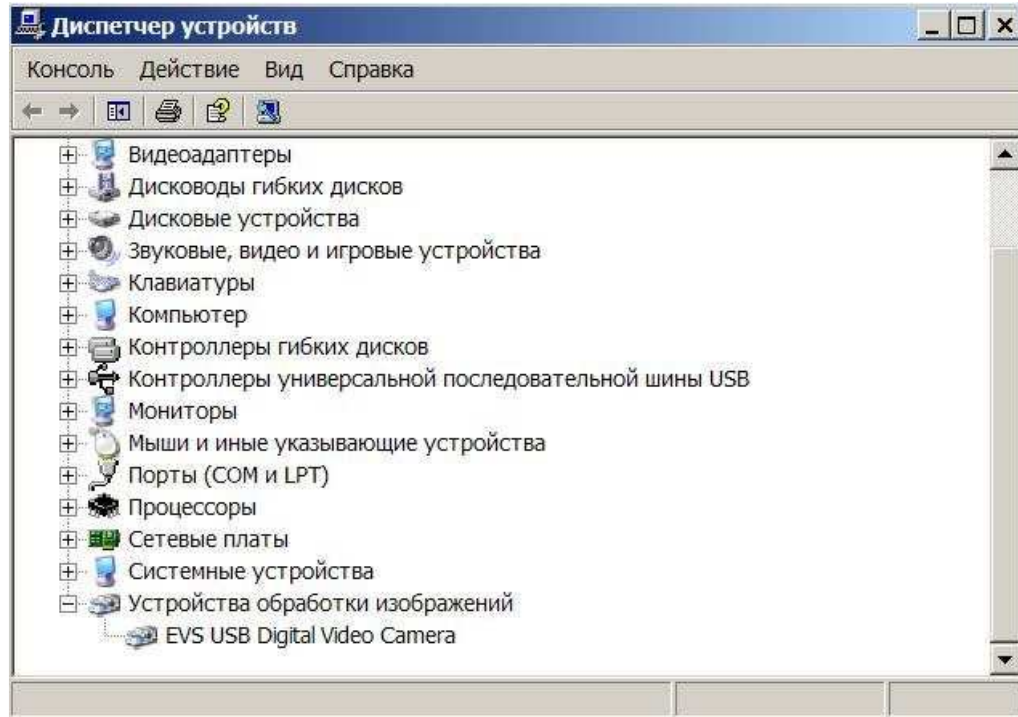 Диспетчер устройств
Консоль Действие Вид Справка
Видеоадаптеры
Дисководы гибких дисков
Дисковые устройства
Звуковые, видео и игровые устройства
Клавиатуры
Компьютер
Контроллеры гибких дисков
Контроллеры универсальной последовательной шины USB
Мониторы
Мыши и иные указывающие устройства
Порты (COM и LPT)
Процессоры
Сетевые платы
Системные устройства
Устройства обработки изображений
EVS USB Digital Video Camera